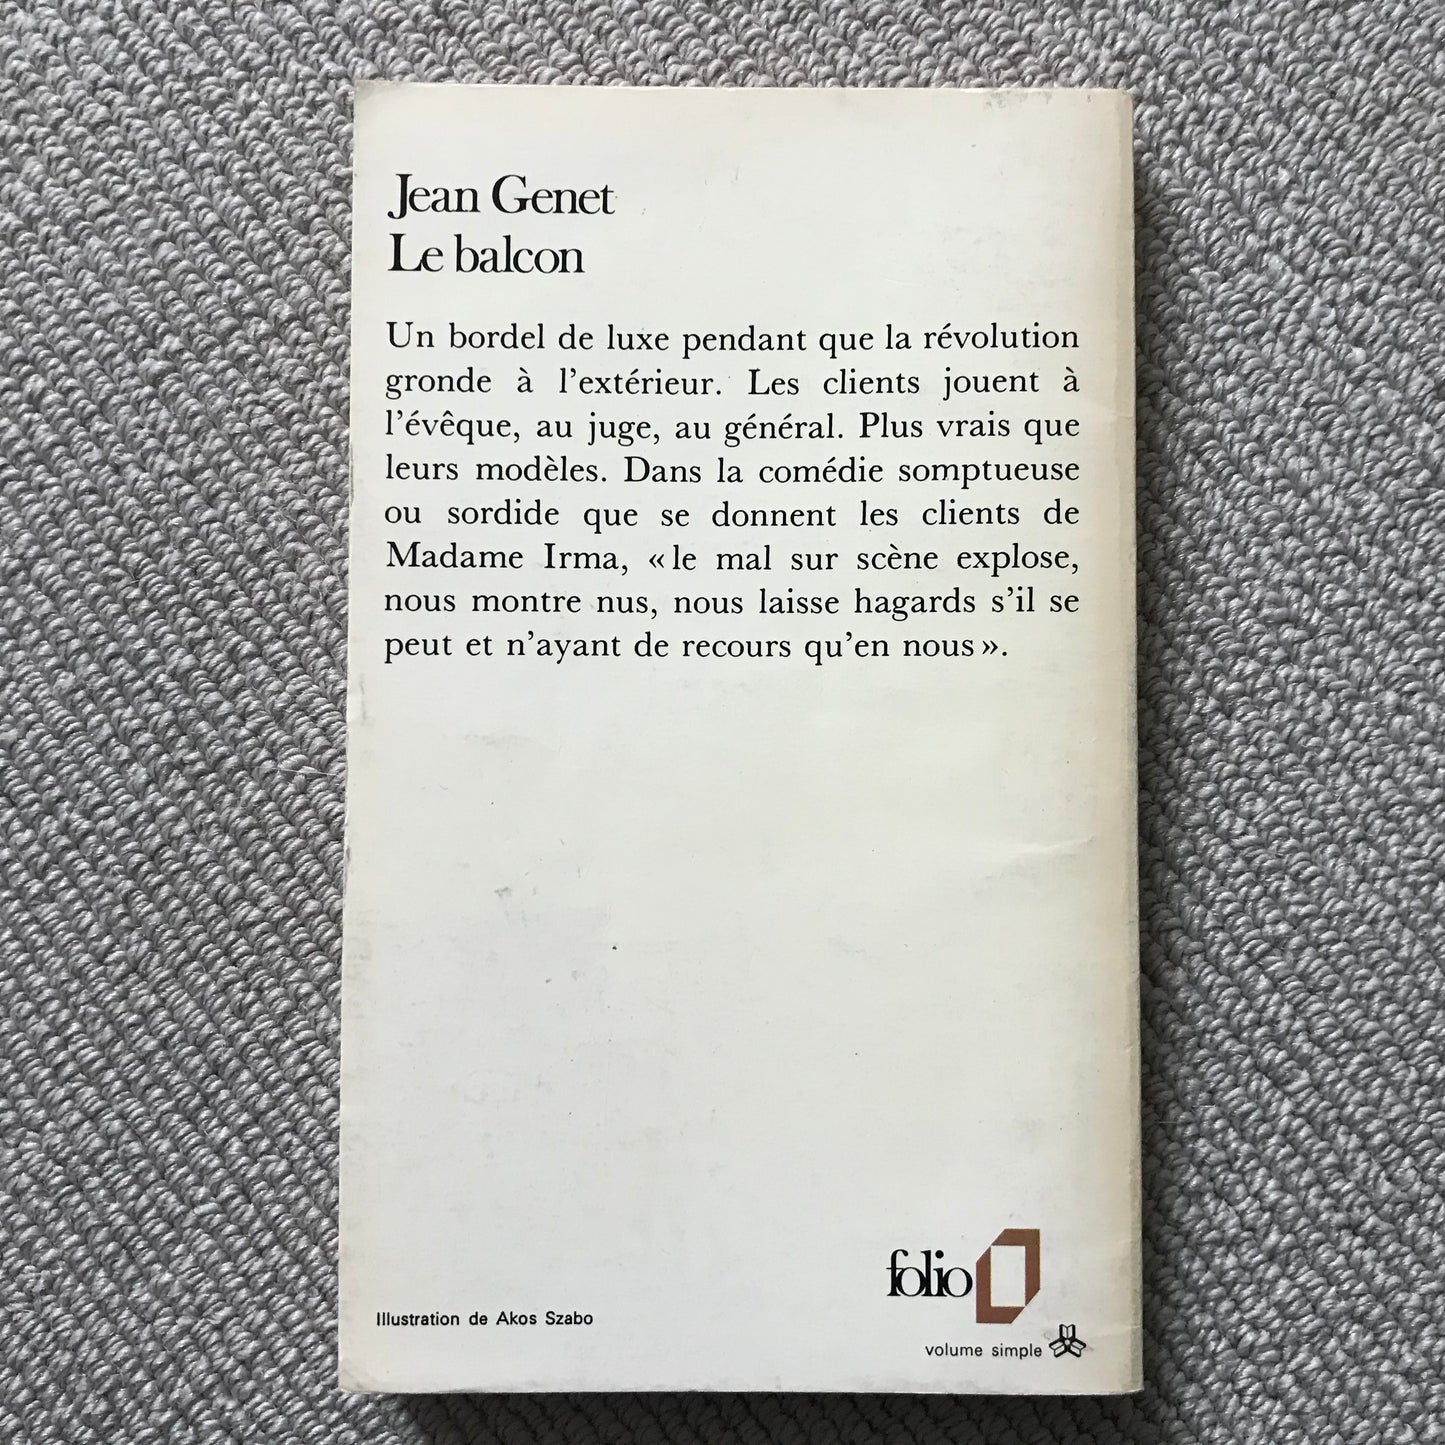 Jean Genet
Le balcon
Un bordel de luxe pendant que la révolution
gronde à l'extérieur. Les clients jouent à
l'évêque, au juge, au général. Plus vrais que
leurs modèles. Dans la comédie somptueuse
ou sordide que se donnent les clients de
Madame Irma, « le mal sur scène explose,
nous montre nus, nous laisse hagards s'il se
peut et n'ayant de recours qu'en nous ».
folio
Illustration de Akos Szabo
volume simple